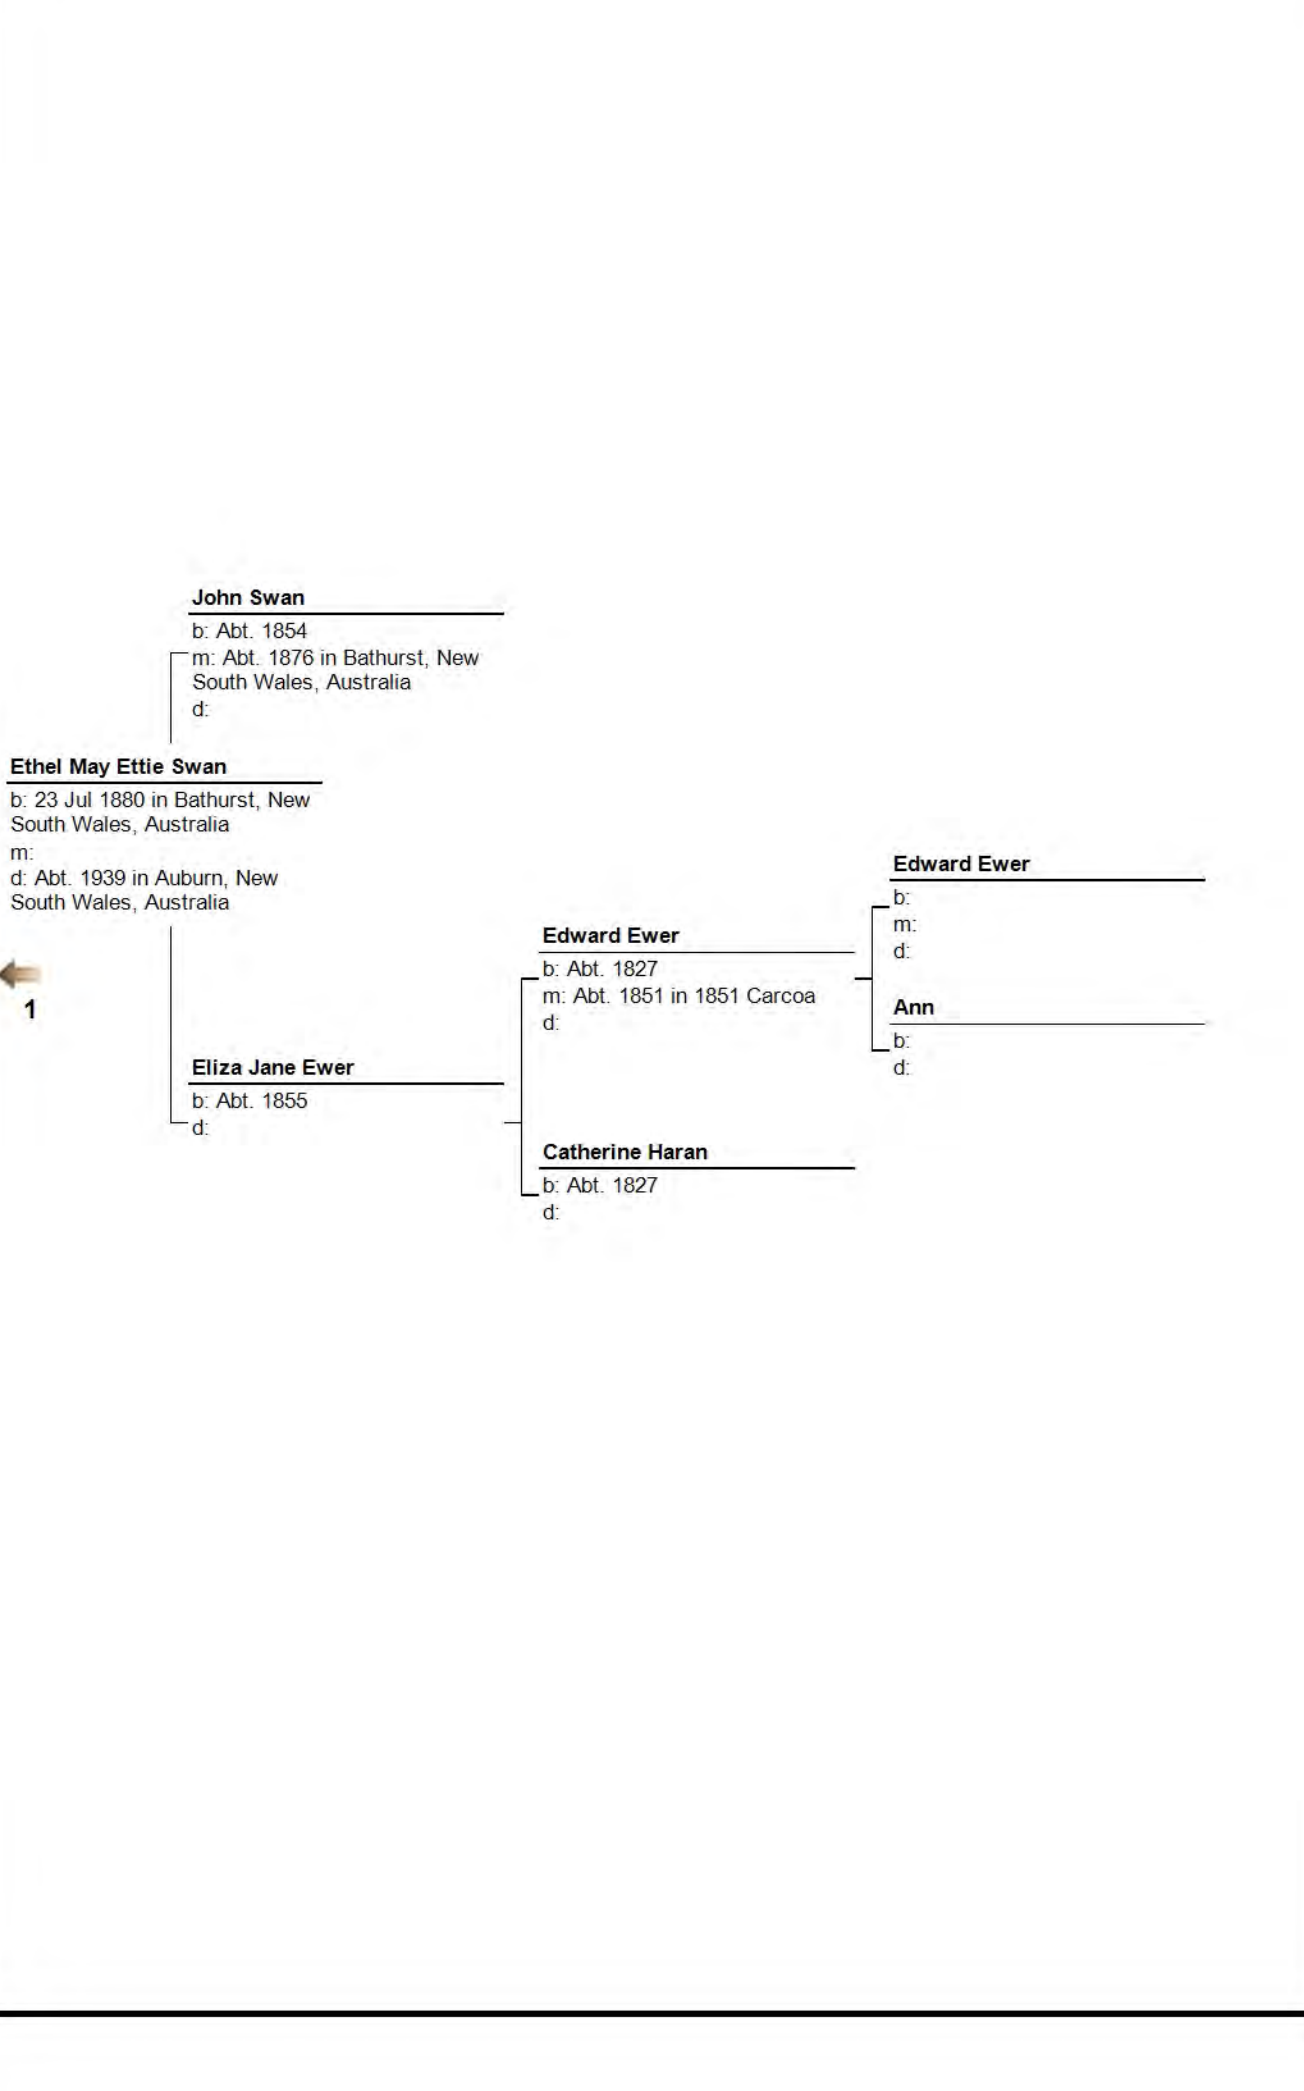 John Swan
b: Abt. 1854
m: Abt. 1876 in Bathurst, New
South Wales, Australia
d:
Ethel May Ettie Swan
b: 23 Jul 1880 in Bathurst, New
South Wales, Australia
m:
d: Abt. 1939 in Auburn, New
South Wales, Australia
1
Eliza Jane Ewer
b: Abt. 1855
d:
Edward Ewer
b: Abt. 1827
m: Abt. 1851 in 1851 Carcoa
d:
Catherine Haran
b: Abt. 1827
d:
Edward Ewer
b:
m:
d:
Ann
b:
d: